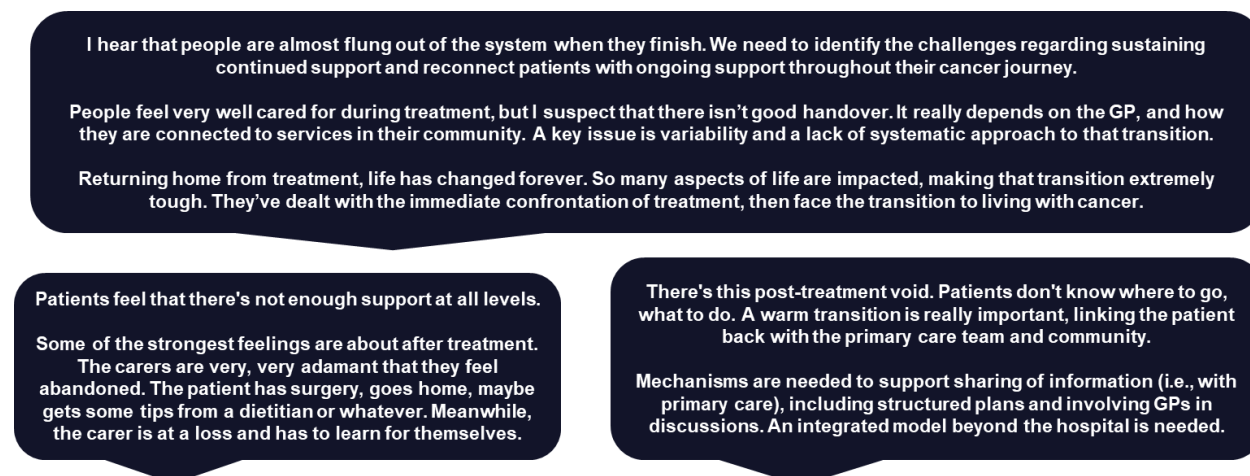 I hear that people are almost flung out of the system when they finish. We need to identify the challenges regarding sustaining
continued support and reconnect patients with ongoing support throughout their cancer journey.
People feel very well cared for during treatment, but I suspect that there isn’t good handover. It really depends on the GP, and how
they are connected to services in their community. A key issue is variability and a lack of systematic approach to that transition.
Returning home from treatment, life has changed forever. So many aspects of life are impacted, making that transition extremely
tough. They’ve dealt with the immediate confrontation of treatment, then face the transition to living with cancer.
Patients feel that there's not enough support at all levels.
Some of the strongest feelings are about after treatment.
The carers are very, very adamant that they feel
abandoned. The patient has surgery, goes home, maybe
gets some tips from a dietitian or whatever. Meanwhile,
the carer is at a loss and has to learn for themselves.
There's this post-treatment void. Patients don't know where to go,
what to do. A warm transition is really important, linking the patient
back with the primary care team and community.
Mechanisms are needed to support sharing of information (i.e., with
primary care), including structured plans and involving GPs in
discussions. An integrated model beyond the hospital is needed.